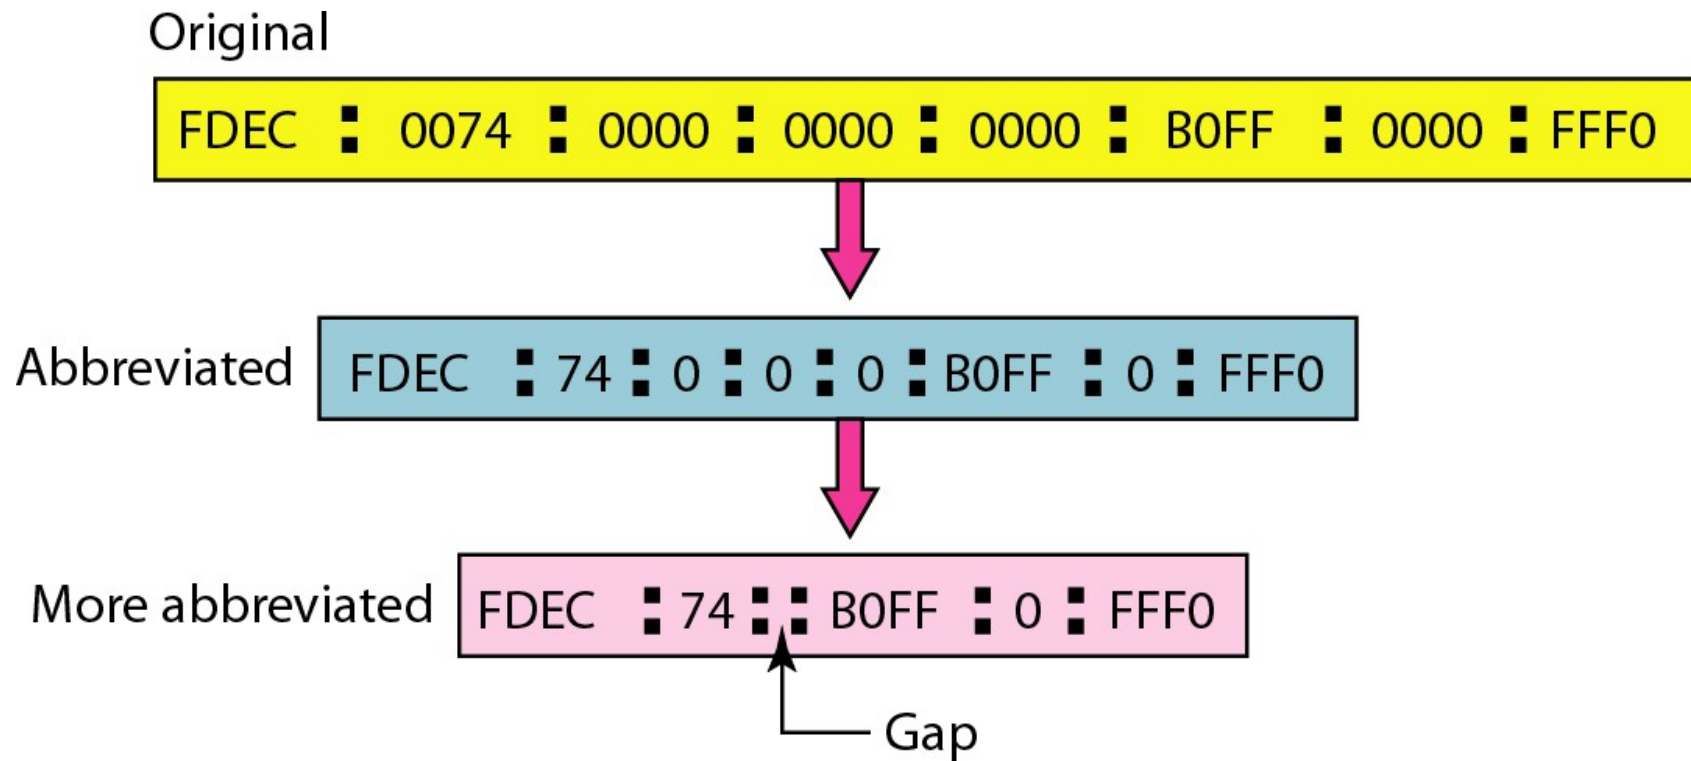 Original
FDEC : 0074 : 0000 : 0000 : 0000 : B0FF : 0000 : FFF0
Abbreviated
FDEC : 74 : 0 : 0 : 0 : B0FF : 0 : FFF0
More abbreviated
FDEC : 74 : : B0FF : 0 : FFF0
Gap